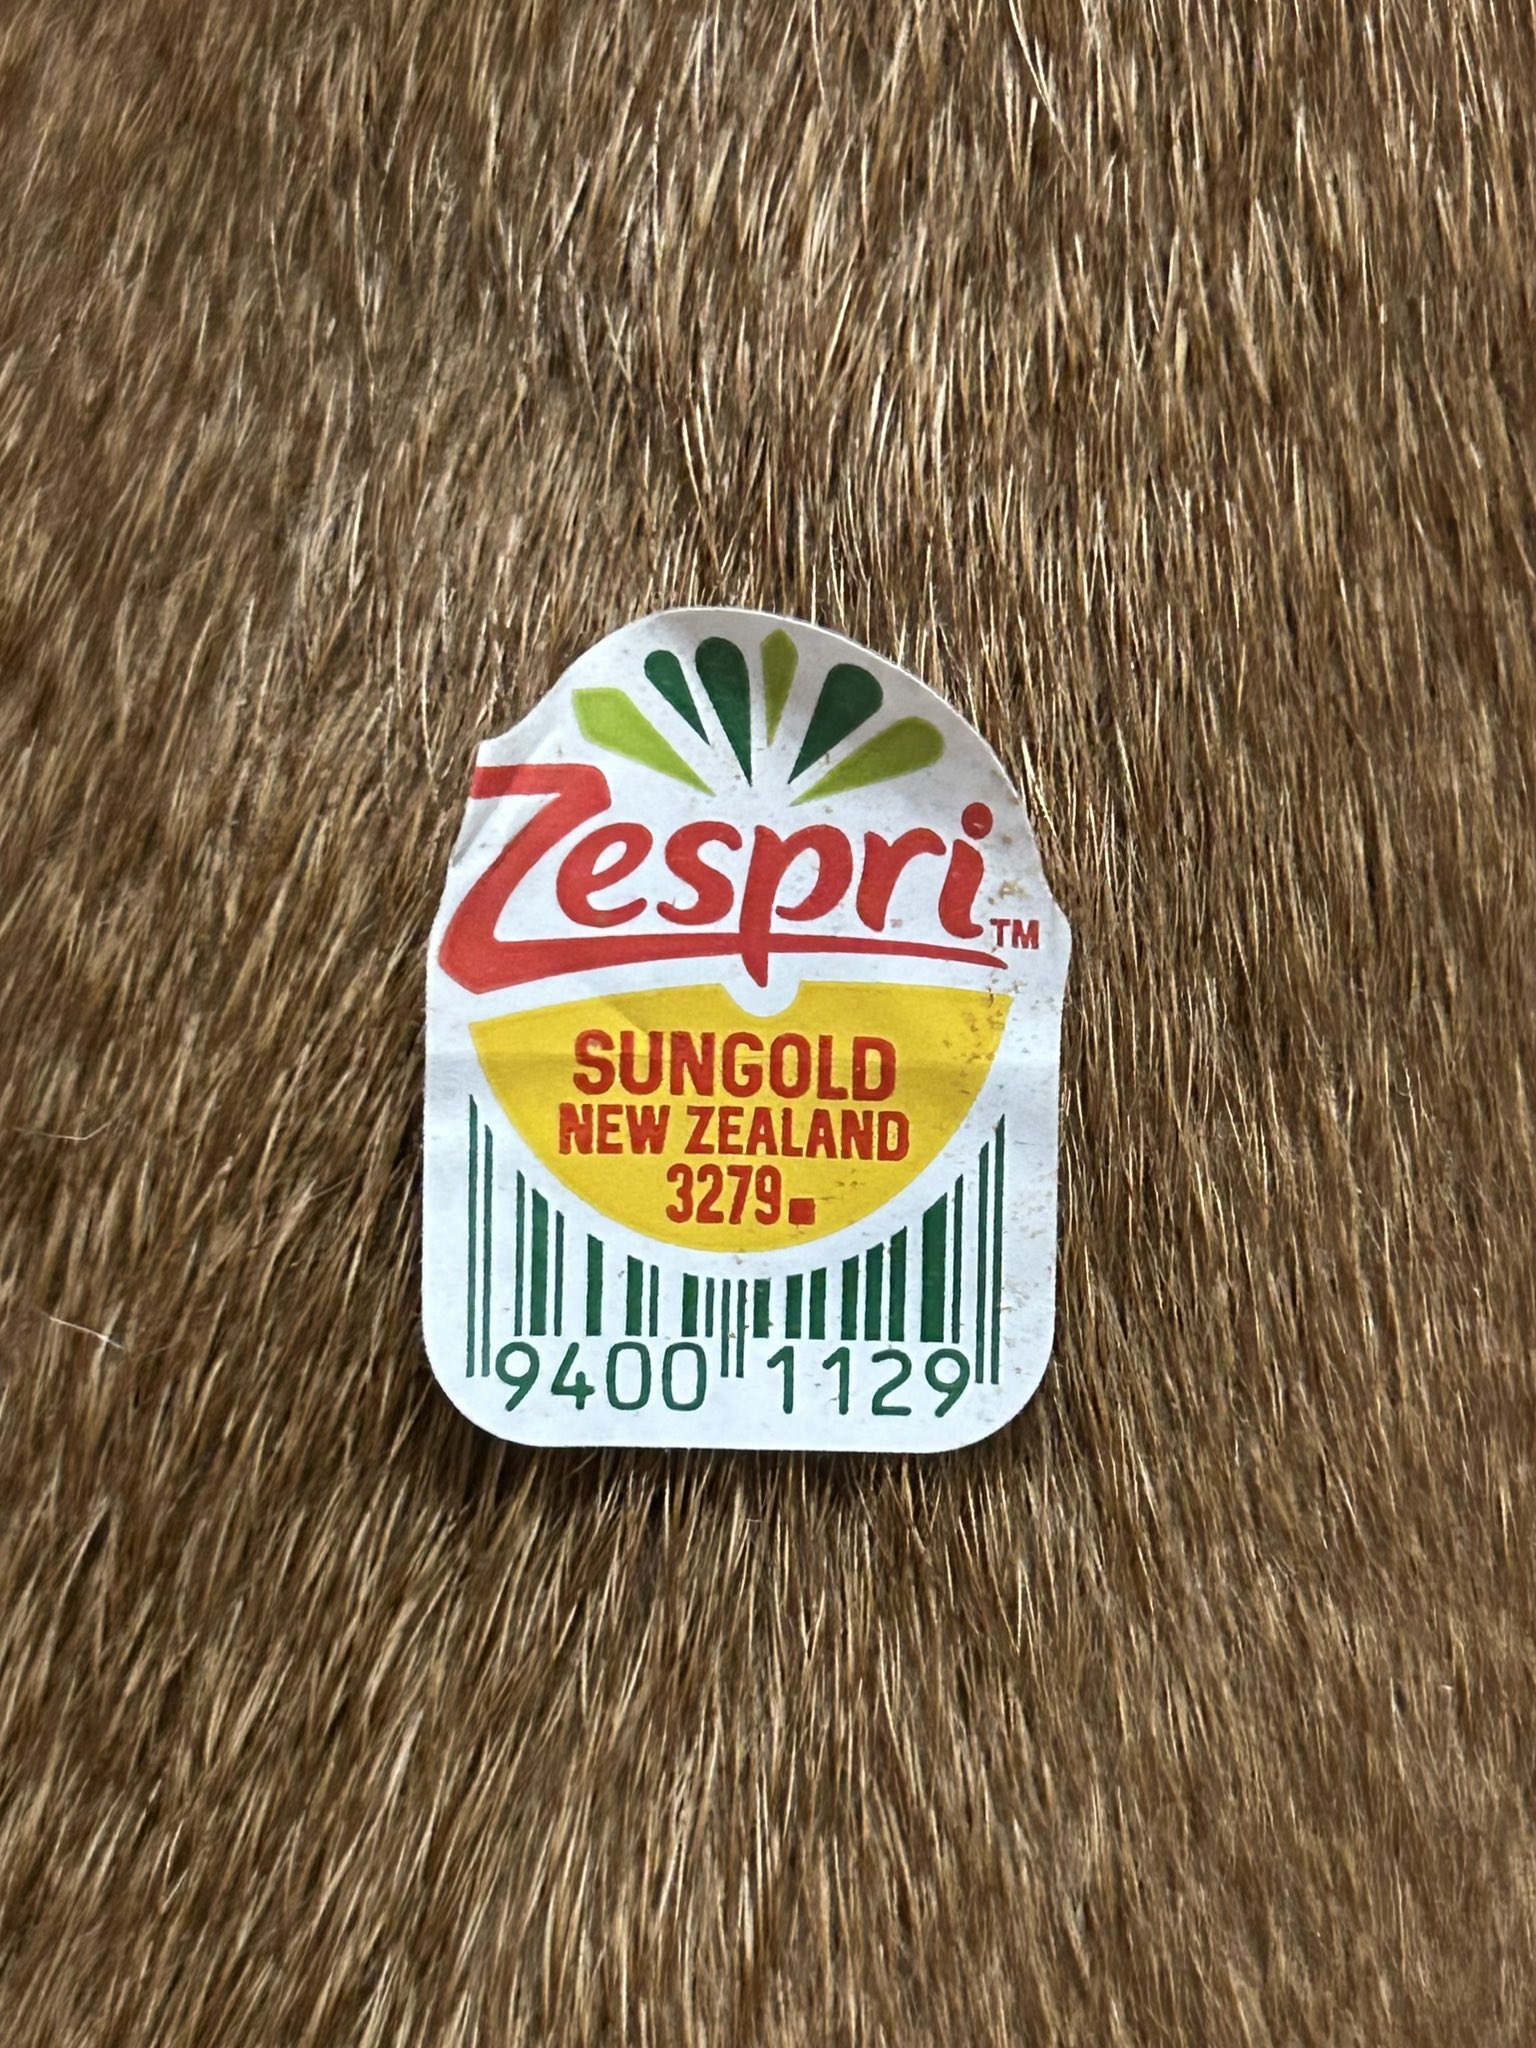 Zespri™
SUNGOLD
NEW ZEALAND
3279
9400 1129